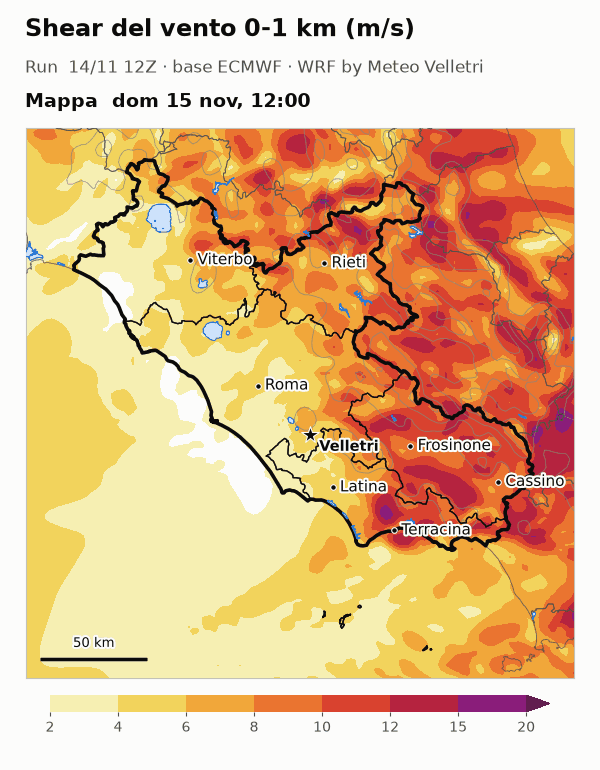 Shear del vento 0-1 km (m/s)
Run  14/11 12Z · base ECMWF · WRF by Meteo Velletri
Mappa  dom 15 nov, 12:00
Viterbo
Rieti
Roma
Velletri
Frosinone
Cassino
Latina
Terracina
50 km
2 4 6 8 10 12 15 20